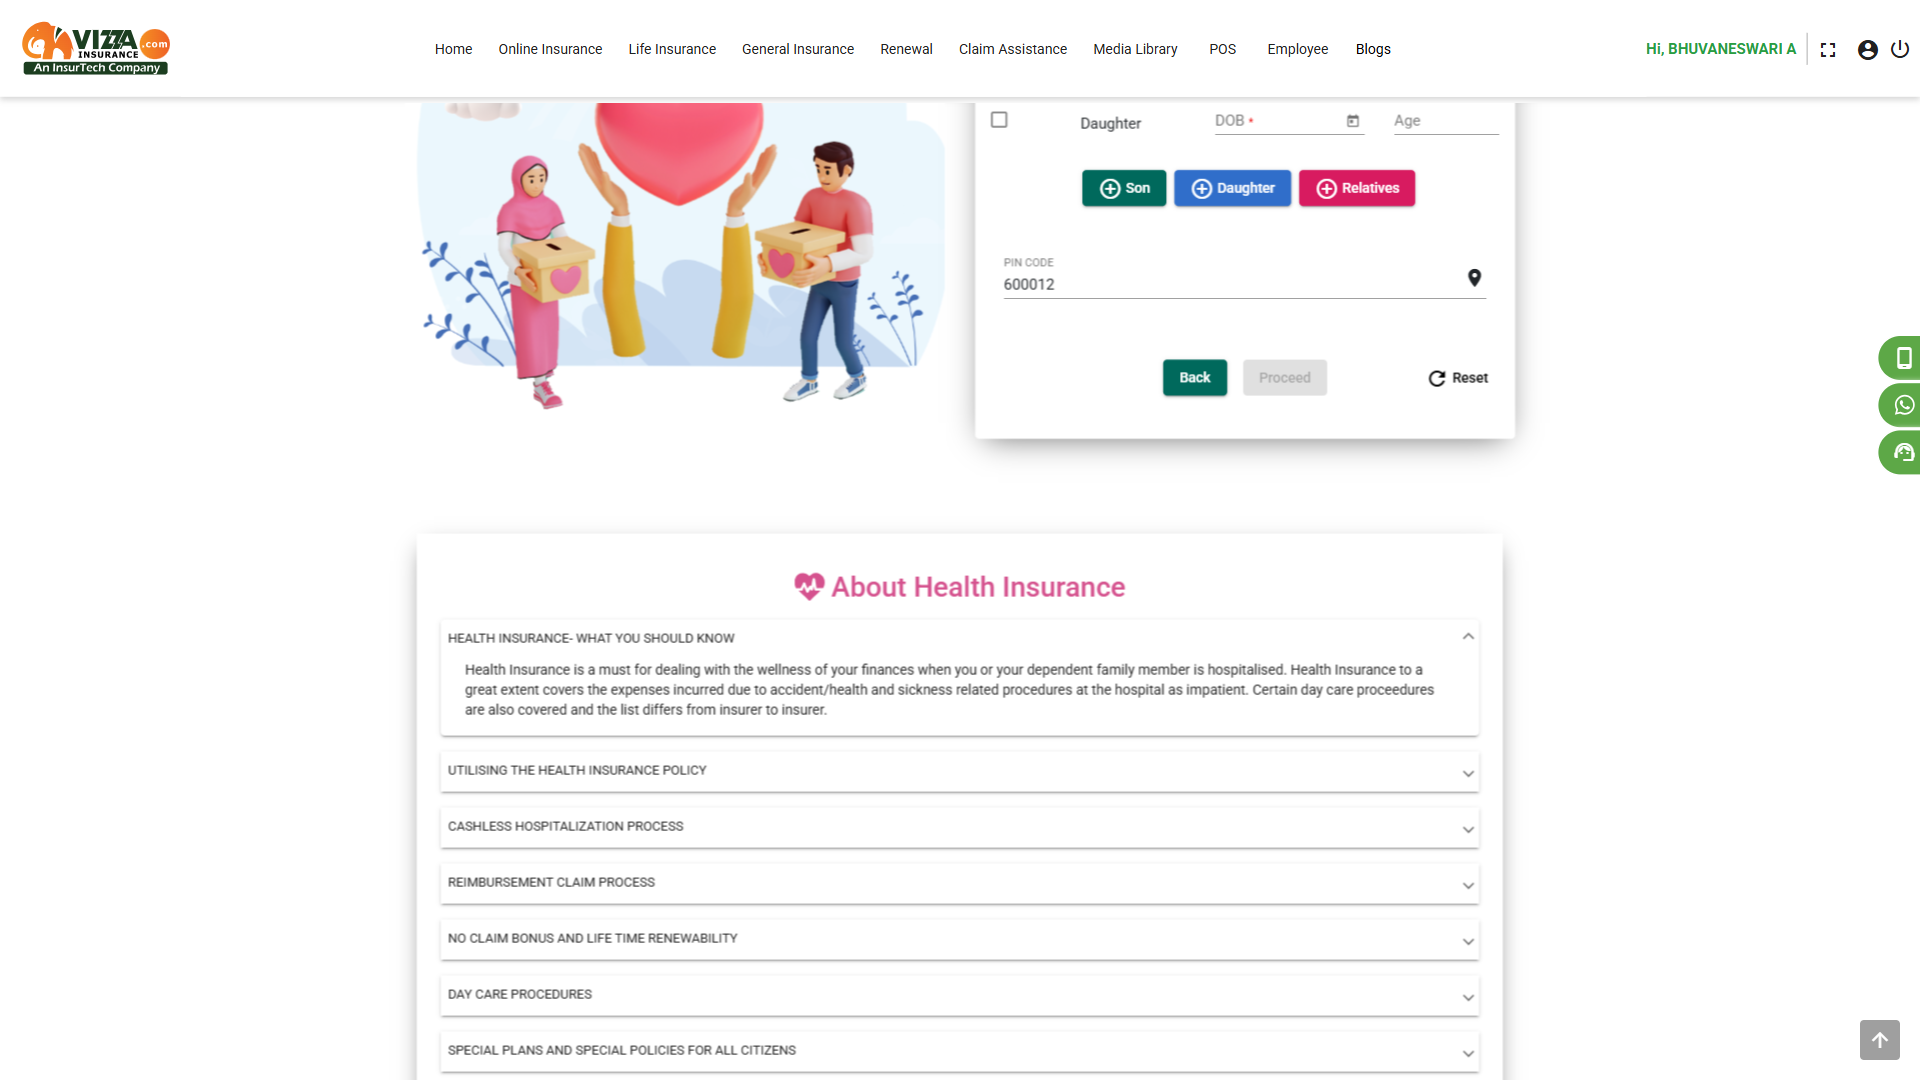 VIZZA
.com
INSURANCE
An InsurTech Company
Home Online Insurance Life Insurance General Insurance Renewal Claim Assistance Media Library POS Employee Blogs
Hi, BHUVANESWARI A
Daughter DOB * Age
Son Daughter Relatives
PIN CODE
600012
Back Proceed Reset
About Health Insurance
HEALTH INSURANCE- WHAT YOU SHOULD KNOW
Health Insurance is a must for dealing with the wellness of your finances when you or your dependent family member is hospitalised. Health Insurance to a
great extent covers the expenses incurred due to accident/health and sickness related procedures at the hospital as impatient. Certain day care proceedures
are also covered and the list differs from insurer to insurer.
UTILISING THE HEALTH INSURANCE POLICY
CASHLESS HOSPITALIZATION PROCESS
REIMBURSEMENT CLAIM PROCESS
NO CLAIM BONUS AND LIFE TIME RENEWABILITY
DAY CARE PROCEDURES
SPECIAL PLANS AND SPECIAL POLICIES FOR ALL CITIZENS